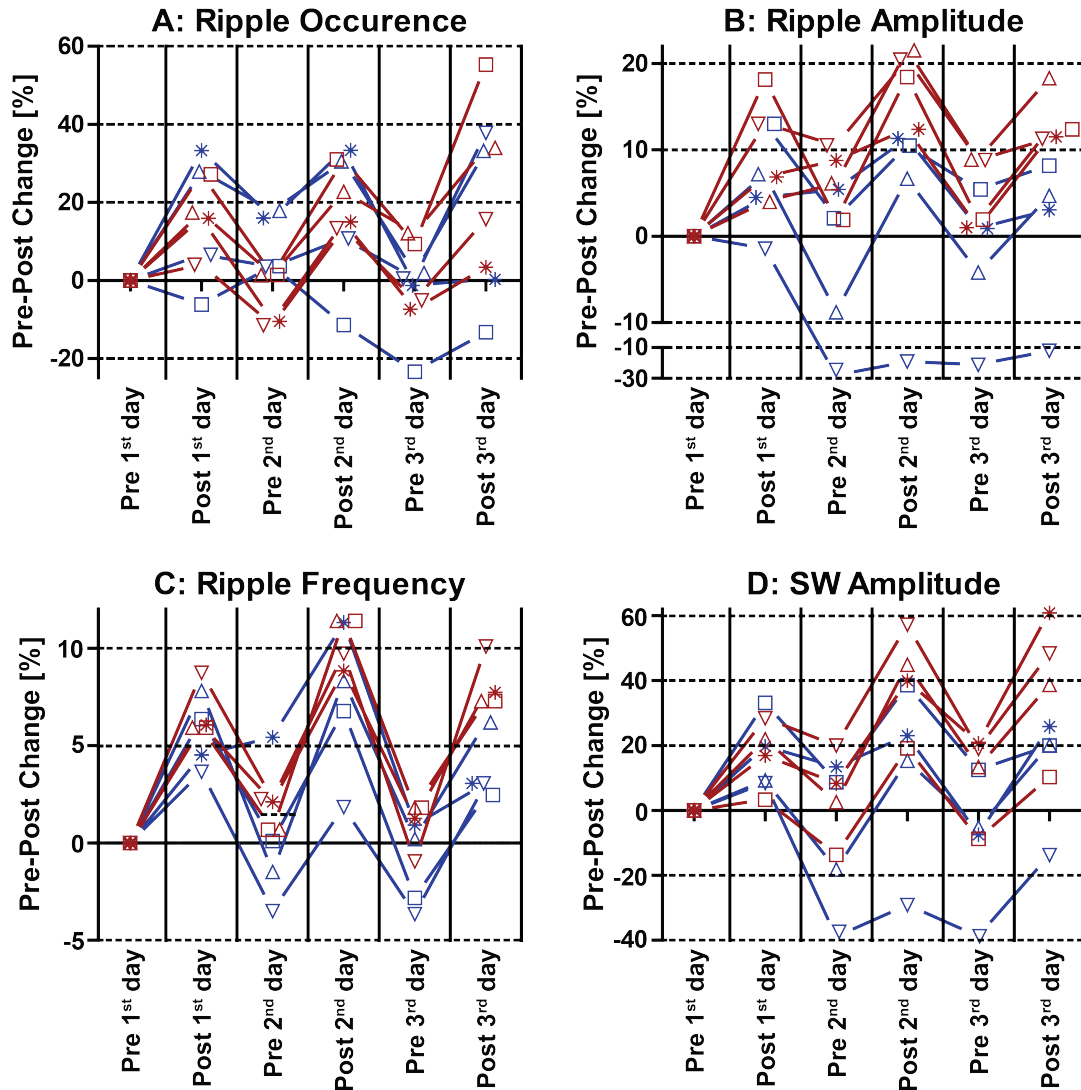 A: Ripple Occurence
Pre-Post Change [%]
60
40
20
0
-20
Pre 1st day
Post 1st day
Pre 2nd day
Post 2nd day
Pre 3rd day
Post 3rd day
B: Ripple Amplitude
Pre-Post Change [%]
20
10
0
-10
-10
-30
Pre 1st day
Post 1st day
Pre 2nd day
Post 2nd day
Pre 3rd day
Post 3rd day
C: Ripple Frequency
Pre-Post Change [%]
10
5
0
-5
Pre 1st day
Post 1st day
Pre 2nd day
Post 2nd day
Pre 3rd day
Post 3rd day
D: SW Amplitude
Pre-Post Change [%]
60
40
20
0
-20
-40
Pre 1st day
Post 1st day
Pre 2nd day
Post 2nd day
Pre 3rd day
Post 3rd day